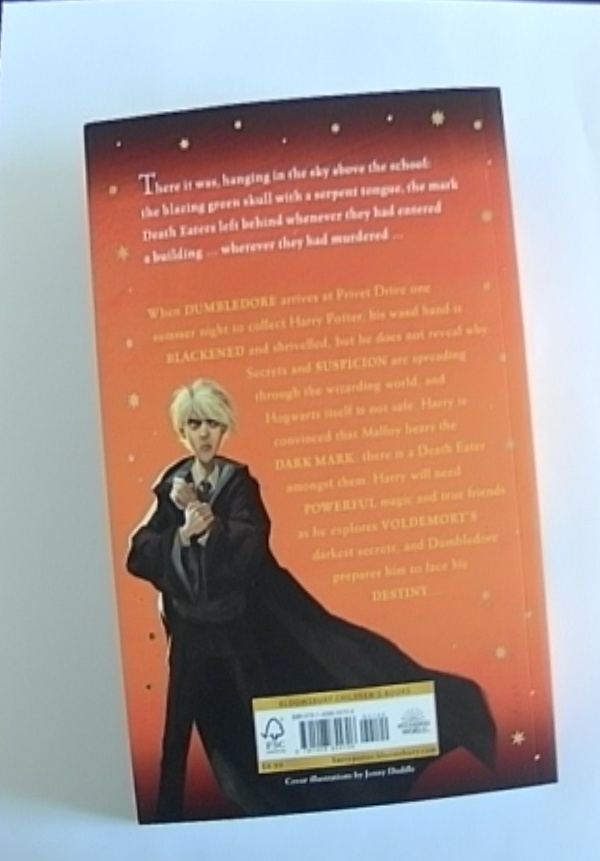 There it was, hanging in the sky above the school:
the blazing green skull with a serpent tongue, the mark
Death Eaters left behind whenever they had entered
a building ... wherever they had murdered ...
When DUMBLEDORE arrives at Privet Drive one
summer night to collect Harry Potter, his wand hand is
BLACKENED and shrivelled, but he does not reveal why.
Secrets and SUSPICION are spreading
through the wizarding world, and
Hogwarts itself is not safe. Harry is
convinced that Malfoy bears the
DARK MARK: there is a Death Eater
amongst them. Harry will need
POWERFUL magic and true friends
as he explores VOLDEMORT'S
darkest secrets, and Dumbledore
prepares him to face his
DESTINY ...
BLOOMSBURY CHILDREN'S BOOKS
FSC
WIZARDING
WORLD
harrypotter.bloomsbury.com
Cover illustrations by Jonny Duddle